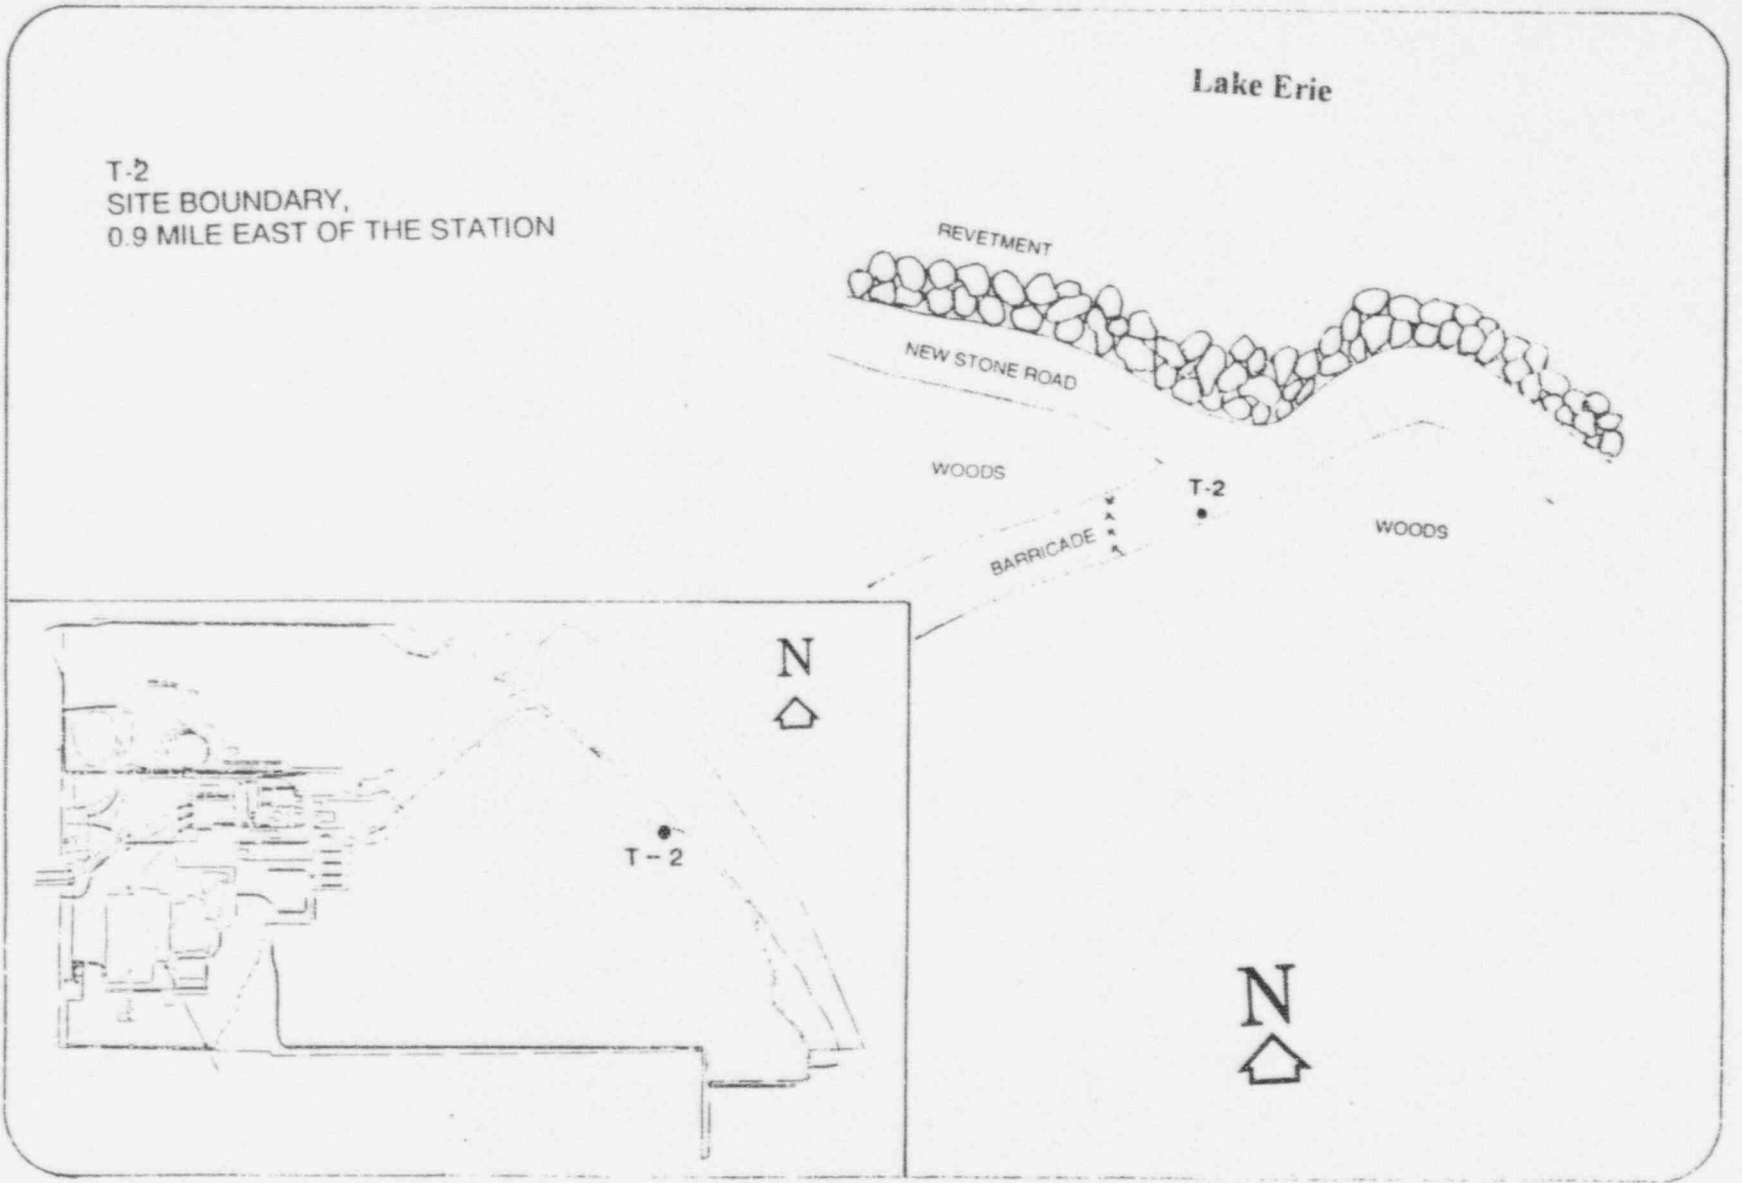 Lake Erie
T-2
SITE BOUNDARY,
0.9 MILE EAST OF THE STATION
REVETMENT
NEW STONE ROAD
WOODS
T-2
WOODS
BARRICADE
N
T-2
N